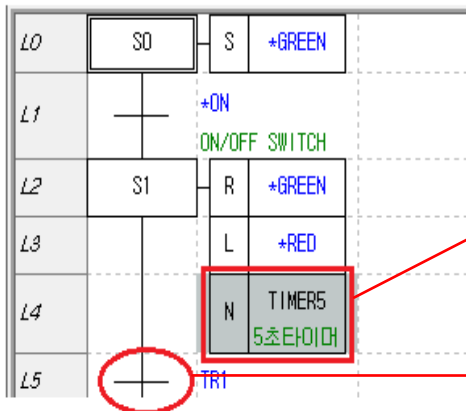 L0 S0 S *GREEN
L1 *ON
ON/OFF SWITCH
L2 S1 R *GREEN
L3 L *RED
L4 N TIMER5
5초타이머
L5 TR1